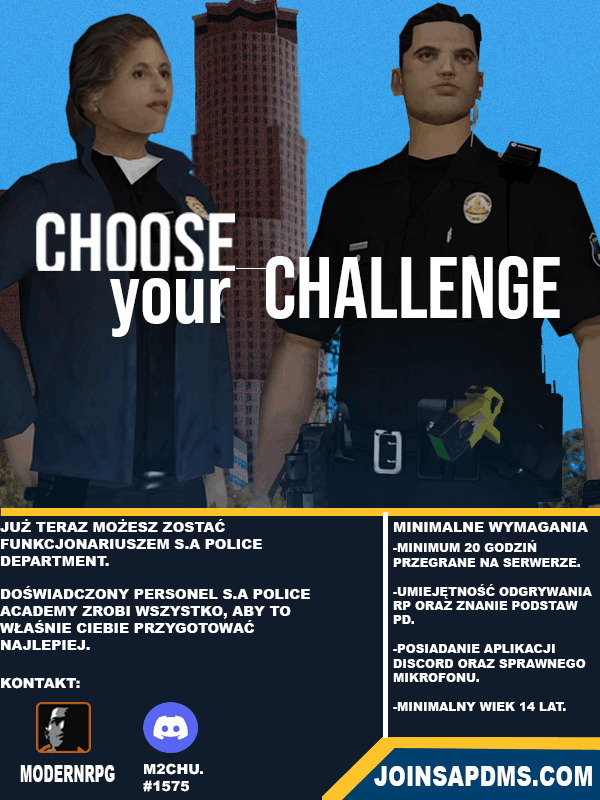 CHOOSE
your CHALLENGE
JUŻ TERAZ MOŻESZ ZOSTAĆ
FUNKCJONARIUSZEM S.A POLICE
DEPARTMENT.
DOŚWIADCZONY PERSONEL S.A POLICE
ACADEMY ZROBI WSZYSTKO, ABY TO
WŁAŚNIE CIEBIE PRZYGOTOWAĆ
NAJLEPIEJ.
KONTAKT:
MODERNRPG
M2CHU.
#1575
MINIMALNE WYMAGANIA
-MINIMUM 20 GODZIŃ
PRZEGRANE NA SERWERZE.
-UMIEJĘTNOŚĆ ODGRYWANIA
RP ORAZ ZNANIE PODSTAW
PD.
-POSIADANIE APLIKACJI
DISCORD ORAZ SPRAWNEGO
MIKROFONU.
-MINIMALNY WIEK 14 LAT.
JOINSAPDMS.COM